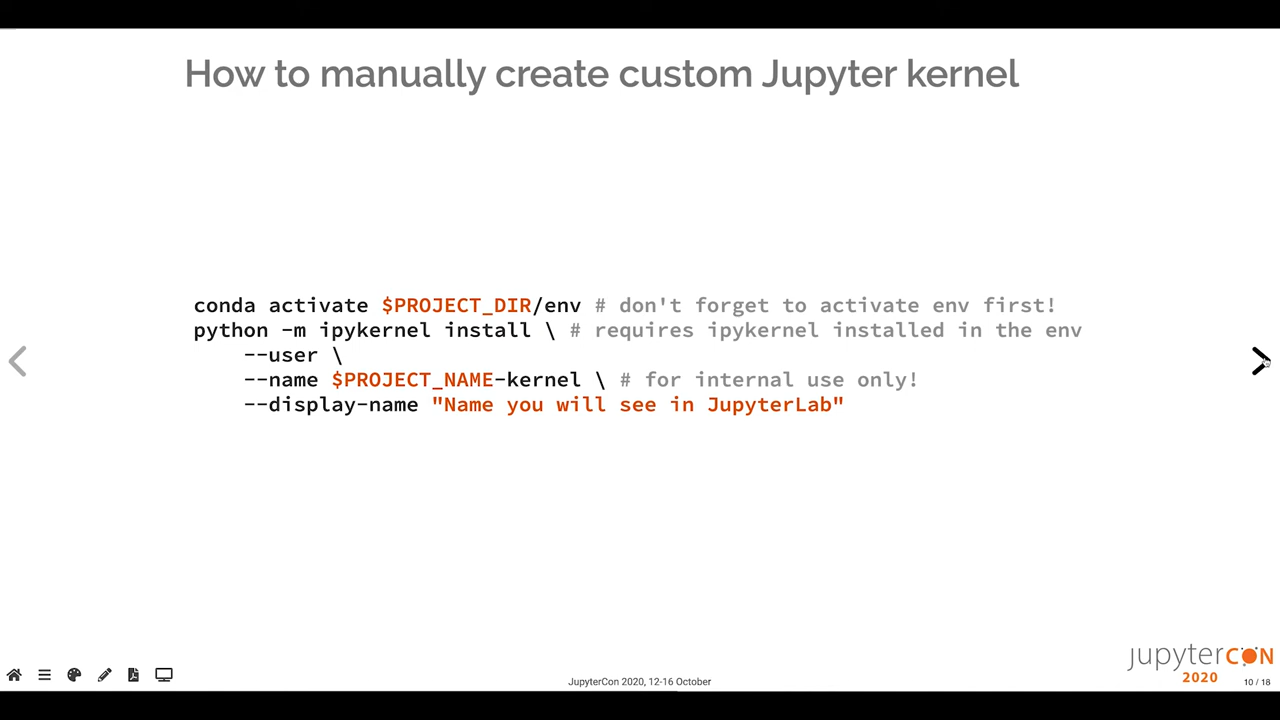 How to manually create custom Jupyter kernel
conda activate $PROJECT_DIR/env # don't forget to activate env first!
python -m ipykernel install \ # requires ipykernel installed in the env
--user \
--name $PROJECT_NAME-kernel \ # for internal use only!
--display-name "Name you will see in JupyterLab"
jupytercon
2020
JupyterCon 2020, 12-16 October
10 / 18